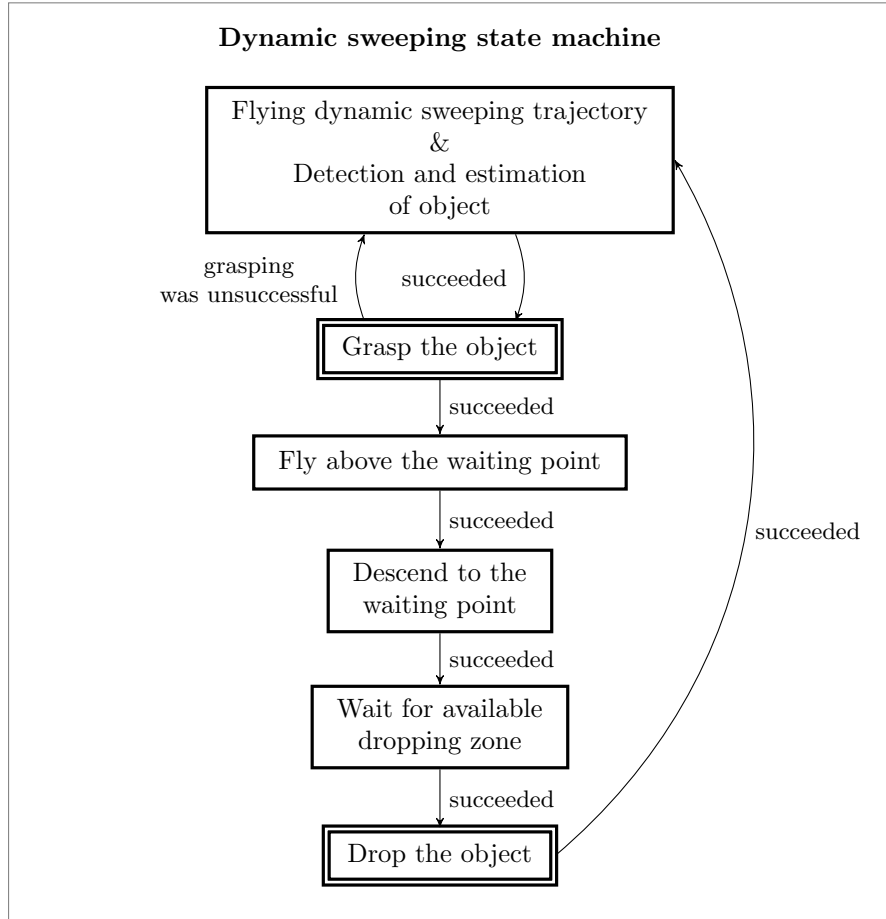 Dynamic sweeping state machine
Flying dynamic sweeping trajectory
&
Detection and estimation
of object
grasping
was unsuccessful
succeeded
Grasp the object
succeeded
Fly above the waiting point
succeeded
succeeded
Descend to the
waiting point
succeeded
Wait for available
dropping zone
succeeded
Drop the object